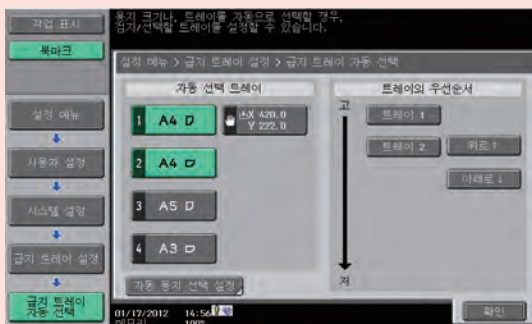 작업 표시
용지 크기나, 트레이를 자동으로 선택할 경우,
검지/선택할 트레이를 설정할 수 있습니다.
북마크
설정 메뉴 > 급지 트레이 설정 > 급지 트레이 자동 선택
자동 선택 트레이
트레이의 우선순서
설정 메뉴
사용자 설정
시스템 설정
급지 트레이 설정
급지 트레이
자동 선택
1 A4
X 420.0
Y 222.0
2 A4
3 A5
4 A3
고
트레이 1
트레이 2
위로↑
아래로↓
저
자동 용지 선택 설정
01/17/2012 14:56
메모리 100%
확인